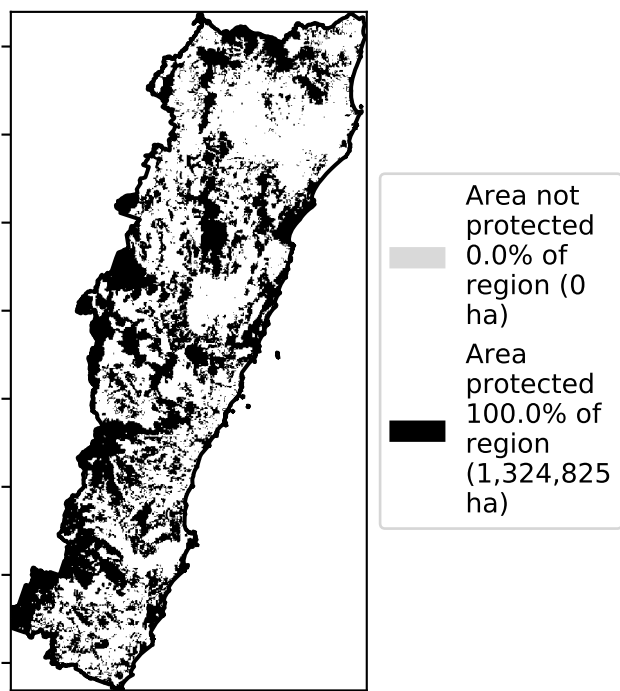 Area not
protected
0.0% of
region (0
ha)
Area
protected
100.0% of
region
(1,324,825
ha)